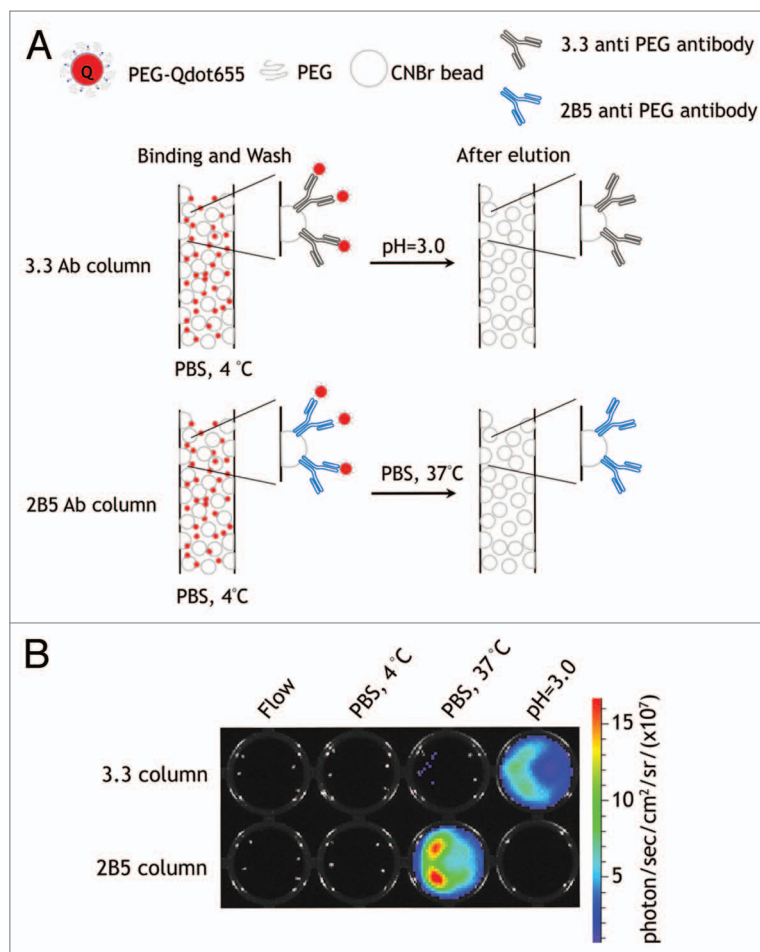 A
Q
PEG-Qdot655
PEG
CNBr bead
3.3 anti PEG antibody
2B5 anti PEG antibody
Binding and Wash
After elution
3.3 Ab column
pH=3.0
PBS, 4 °C
2B5 Ab column
PBS, 37°C
PBS, 4°C
B
Flow
PBS, 4°C
PBS, 37°C
pH=3.0
3.3 column
2B5 column
15
10
5
photon/sec/cm²/sr/(x10⁷)